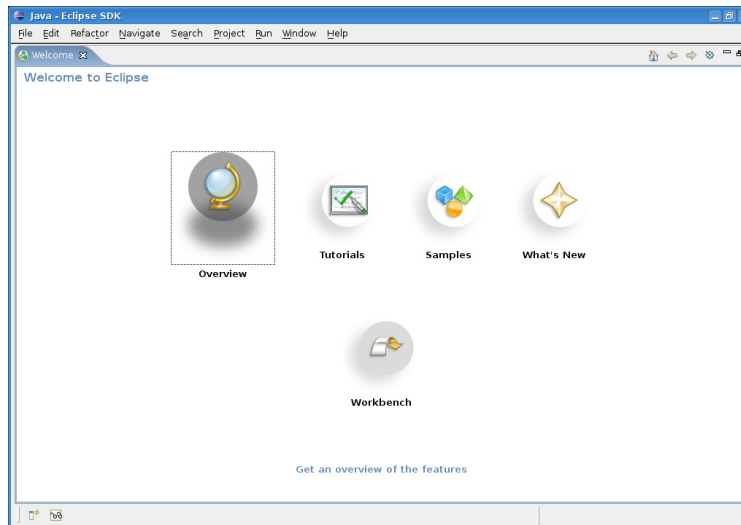 Java - Eclipse SDK
File Edit Refactor Navigate Search Project Run Window Help
Welcome
Welcome to Eclipse
Tutorials Samples What's New
Overview
Workbench
Get an overview of the features